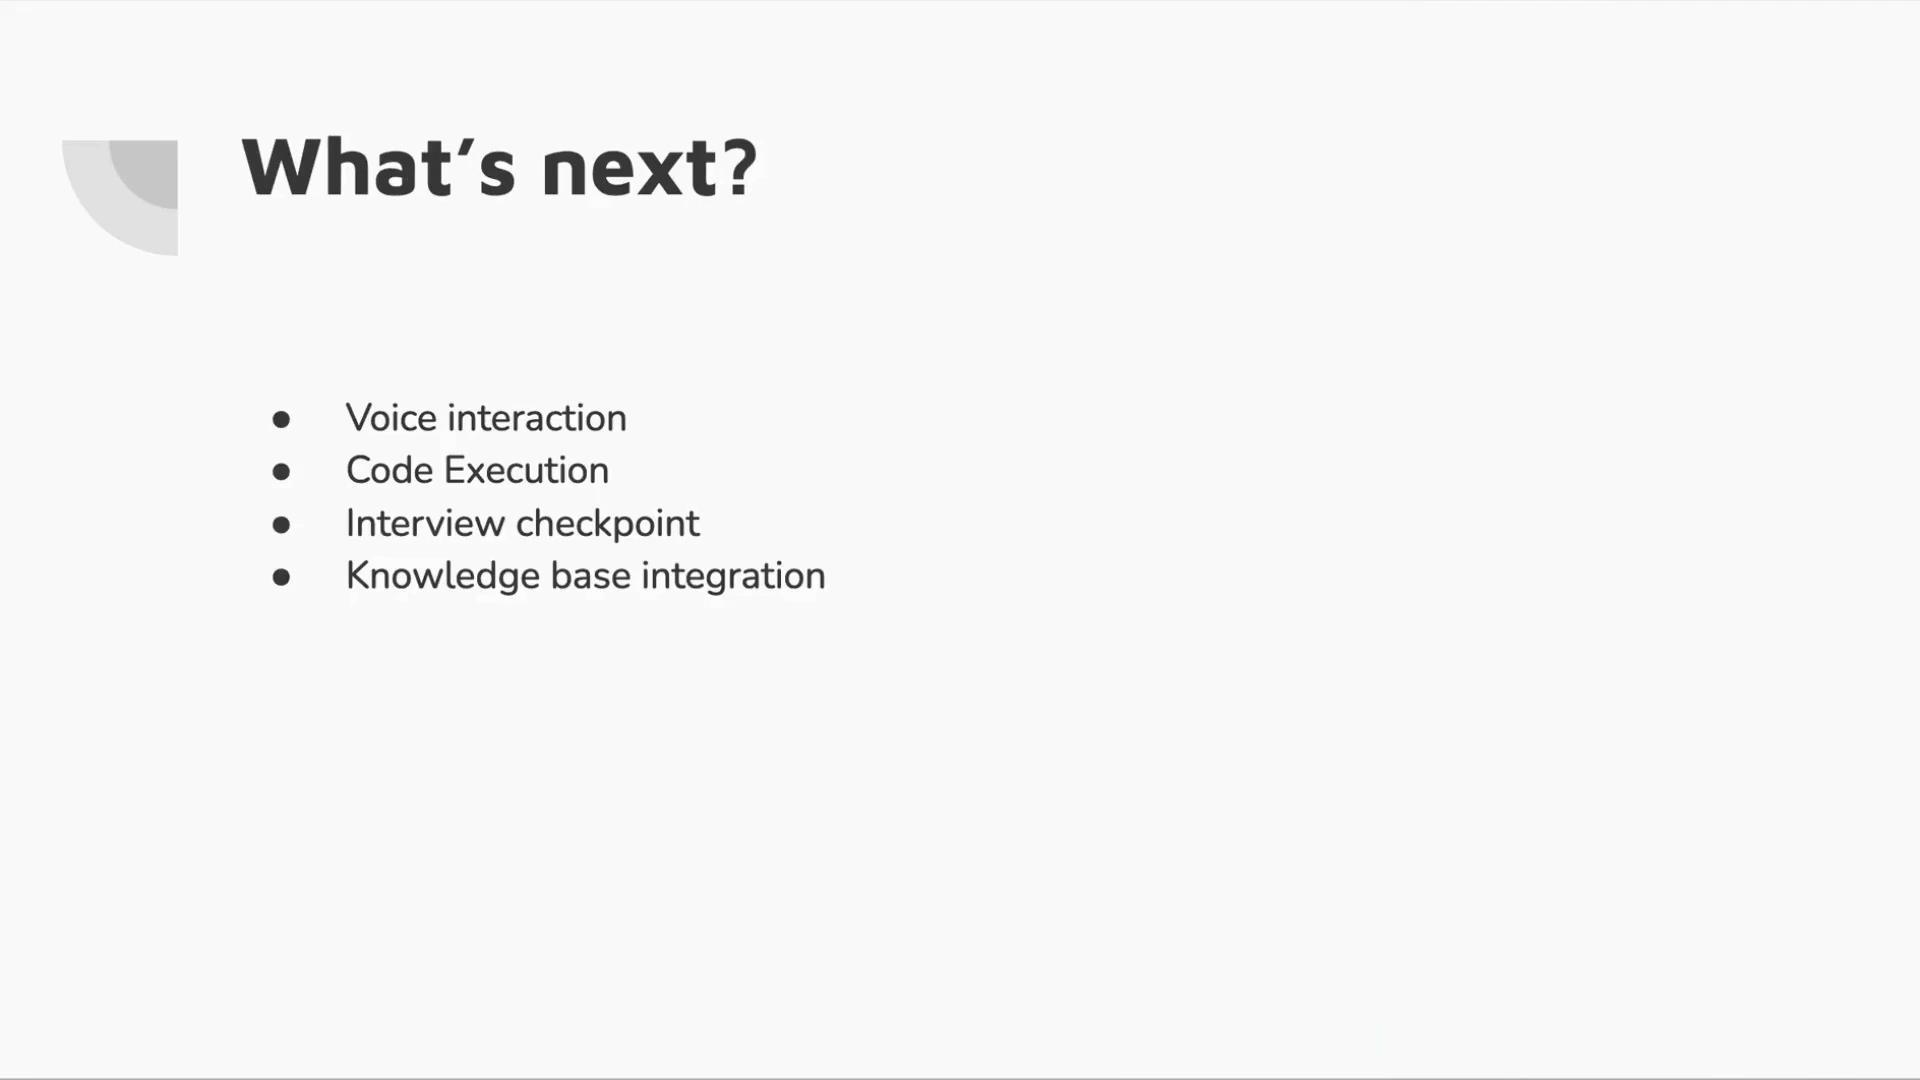 What’s next?
● Voice interaction
● Code Execution
● Interview checkpoint
● Knowledge base integration